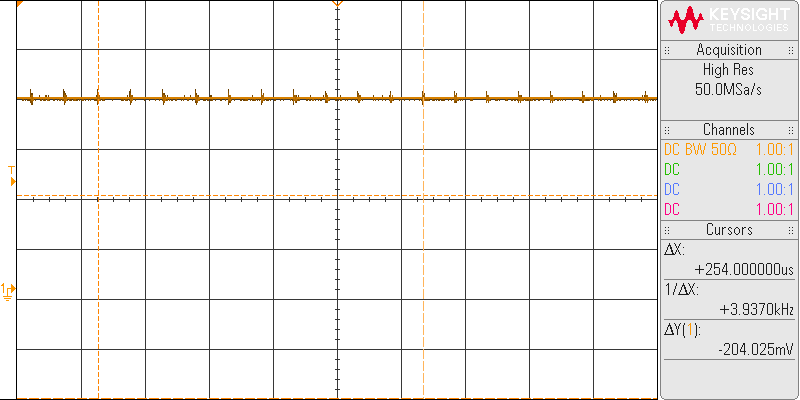 KEYSIGHT
TECHNOLOGIES
Acquisition
High Res
50.0MSa/s
Channels
DC BW 50Ω 1.00:1
DC 1.00:1
DC 1.00:1
DC 1.00:1
Cursors
ΔX:
+254.000000us
1/ΔX:
+3.9370kHz
ΔY(1):
-204.025mV
T
1